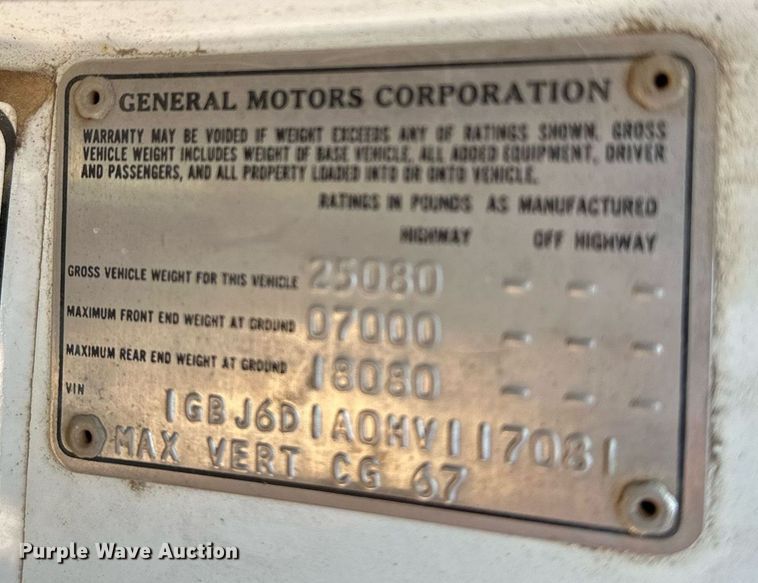 GENERAL MOTORS CORPORATION
WARRANTY MAY BE VOIDED IF WEIGHT EXCEEDS ANY OF RATINGS SHOWN. GROSS
VEHICLE WEIGHT INCLUDES WEIGHT OF BASE VEHICLE, ALL ADDED EQUIPMENT, DRIVER
AND PASSENGERS, AND ALL PROPERTY LOADED INTO OR ONTO VEHICLE.
RATINGS IN POUNDS AS MANUFACTURED
HIGHWAY OFF HIGHWAY
GROSS VEHICLE WEIGHT FOR THIS VEHICLE 25080 - - -
MAXIMUM FRONT END WEIGHT AT GROUND 07000 - - -
MAXIMUM REAR END WEIGHT AT GROUND 18080 - - -
VIN
1GBJ6D1A0HV117081
MAX VERT CG 67
Purple Wave Auction